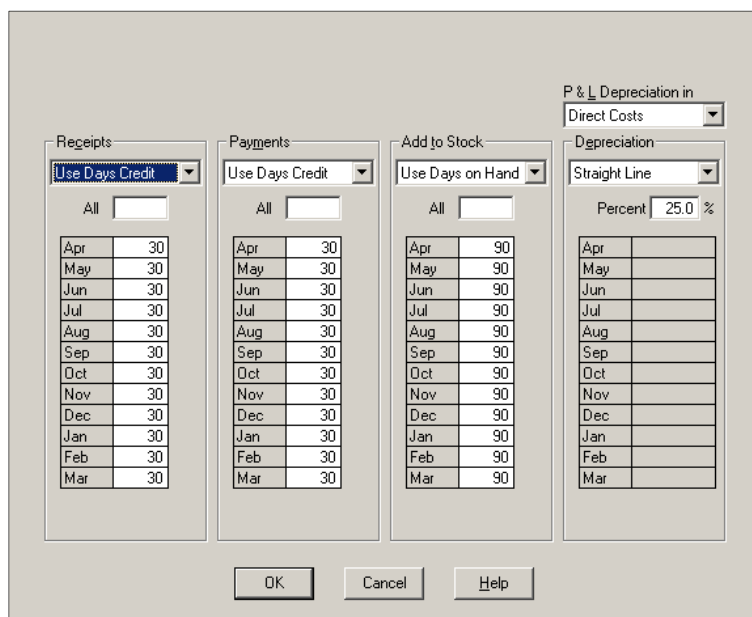 P & L Depreciation in
Direct Costs
Receipts Payments Add to Stock Depreciation
Use Days Credit Use Days Credit Use Days on Hand Straight Line
All All All Percent 25.0 %
Apr 30 Apr 30 Apr 90 Apr
May 30 May 30 May 90 May
Jun 30 Jun 30 Jun 90 Jun
Jul 30 Jul 30 Jul 90 Jul
Aug 30 Aug 30 Aug 90 Aug
Sep 30 Sep 30 Sep 90 Sep
Oct 30 Oct 30 Oct 90 Oct
Nov 30 Nov 30 Nov 90 Nov
Dec 30 Dec 30 Dec 90 Dec
Jan 30 Jan 30 Jan 90 Jan
Feb 30 Feb 30 Feb 90 Feb
Mar 30 Mar 30 Mar 90 Mar
OK Cancel Help